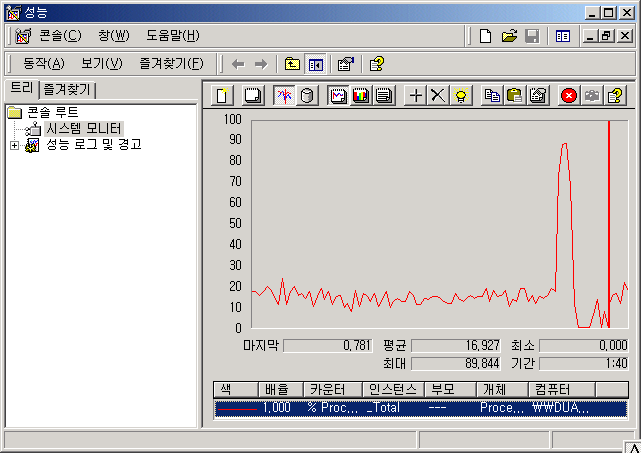 성능
콘솔(C) 창(W) 도움말(H)
동작(A) 보기(V) 즐겨찾기(F)
트리 즐겨찾기
콘솔 루트
시스템 모니터
성능 로그 및 경고
100
90
80
70
60
50
40
30
20
10
0
마지막 0,781 평균 16,927 최소 0,000
최대 89,844 기간 1:40
색 배율 카운터 인스턴스 부모 개체 컴퓨터
1,000 % Proc,,, _Total --- Proce,,, ₩₩DUA,,,
A